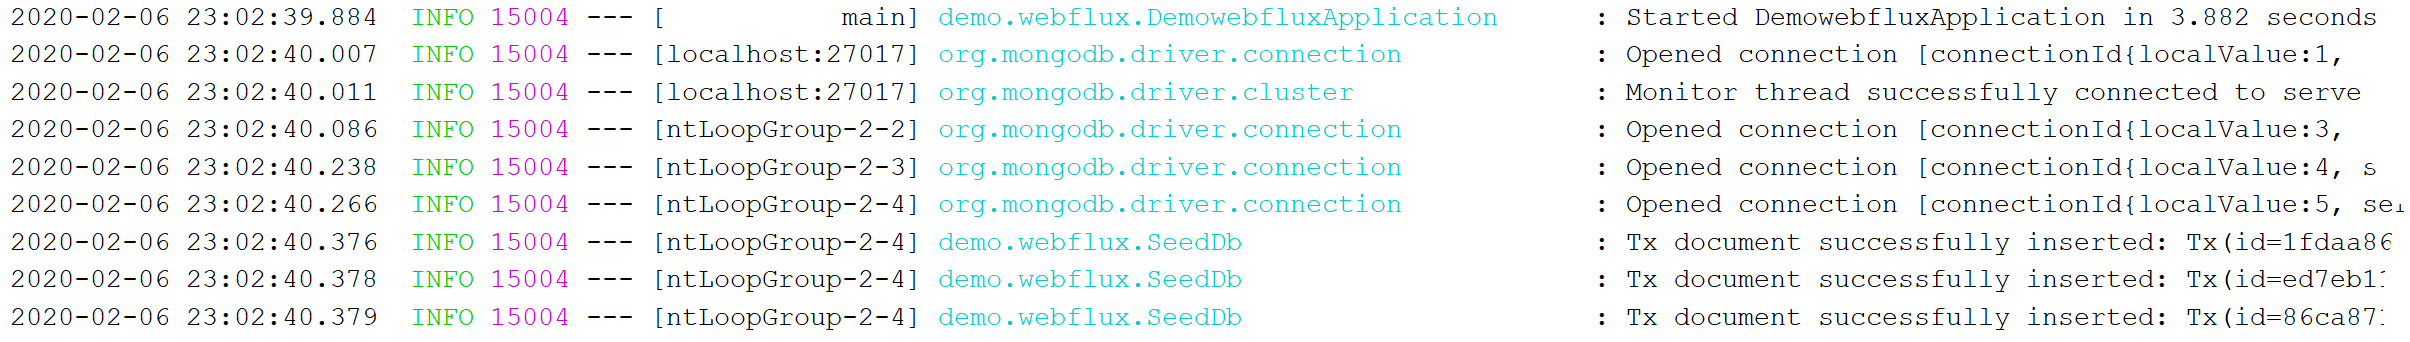 2020-02-06 23:02:39.884  INFO 15004 --- [           main] demo.webflux.DemowebfluxApplication      : Started DemowebfluxApplication in 3.882 seconds
2020-02-06 23:02:40.007  INFO 15004 --- [localhost:27017] org.mongodb.driver.connection            : Opened connection [connectionId{localValue:1,
2020-02-06 23:02:40.011  INFO 15004 --- [localhost:27017] org.mongodb.driver.cluster               : Monitor thread successfully connected to serve
2020-02-06 23:02:40.086  INFO 15004 --- [ntLoopGroup-2-2] org.mongodb.driver.connection            : Opened connection [connectionId{localValue:3,
2020-02-06 23:02:40.238  INFO 15004 --- [ntLoopGroup-2-3] org.mongodb.driver.connection            : Opened connection [connectionId{localValue:4, s
2020-02-06 23:02:40.266  INFO 15004 --- [ntLoopGroup-2-4] org.mongodb.driver.connection            : Opened connection [connectionId{localValue:5, se
2020-02-06 23:02:40.376  INFO 15004 --- [ntLoopGroup-2-4] demo.webflux.SeedDb                      : Tx document successfully inserted: Tx(id=1fdaa86
2020-02-06 23:02:40.378  INFO 15004 --- [ntLoopGroup-2-4] demo.webflux.SeedDb                      : Tx document successfully inserted: Tx(id=ed7eb11
2020-02-06 23:02:40.379  INFO 15004 --- [ntLoopGroup-2-4] demo.webflux.SeedDb                      : Tx document successfully inserted: Tx(id=86ca871